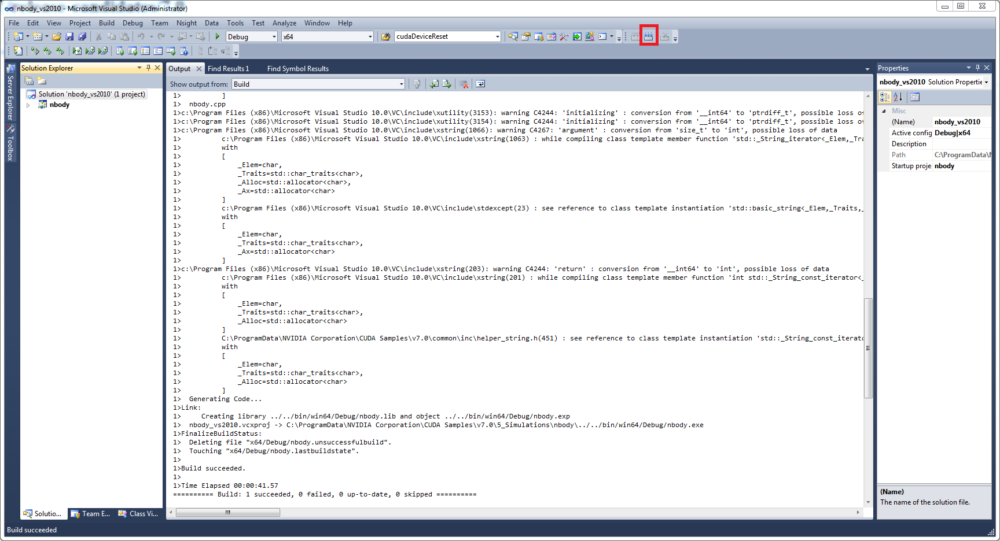 nbody_vs2010 - Microsoft Visual Studio (Administrator)
File Edit View Project Build Debug Team Nsight Data Tools Test Analyze Window Help
Debug x64 cudaDeviceReset
Server Explorer
Toolbox
Solution Explorer
Solution 'nbody_vs2010' (1 project)
nbody
Output Find Results 1 Find Symbol Results
Show output from: Build
1>          ]
1>  nbody.cpp
1>c:\Program Files (x86)\Microsoft Visual Studio 10.0\VC\include\xutility(3153): warning C4244: 'initializing' : conversion from '__int64' to 'ptrdiff_t', possible loss of
1>c:\Program Files (x86)\Microsoft Visual Studio 10.0\VC\include\xutility(3154): warning C4244: 'initializing' : conversion from '__int64' to 'ptrdiff_t', possible loss of
1>c:\Program Files (x86)\Microsoft Visual Studio 10.0\VC\include\xstring(1066): warning C4267: 'argument' : conversion from 'size_t' to 'int', possible loss of data
1>          c:\Program Files (x86)\Microsoft Visual Studio 10.0\VC\include\xstring(1063) : while compiling class template member function 'std::_String_iterator<_Elem,_Tra
1>          with
1>          [
1>              _Elem=char,
1>              _Traits=std::char_traits<char>,
1>              _Alloc=std::allocator<char>,
1>              _Ax=std::allocator<char>
1>          ]
1>          c:\Program Files (x86)\Microsoft Visual Studio 10.0\VC\include\stdexcept(23) : see reference to class template instantiation 'std::basic_string<_Elem,_Traits,_
1>          with
1>          [
1>              _Elem=char,
1>              _Traits=std::char_traits<char>,
1>              _Ax=std::allocator<char>
1>          ]
1>c:\Program Files (x86)\Microsoft Visual Studio 10.0\VC\include\xstring(203): warning C4244: 'return' : conversion from '__int64' to 'int', possible loss of data
1>          c:\Program Files (x86)\Microsoft Visual Studio 10.0\VC\include\xstring(201) : while compiling class template member function 'int std::_String_const_iterator<_
1>          with
1>          [
1>              _Elem=char,
1>              _Traits=std::char_traits<char>,
1>              _Alloc=std::allocator<char>
1>          ]
1>          C:\ProgramData\NVIDIA Corporation\CUDA Samples\v7.0\common\inc\helper_string.h(451) : see reference to class template instantiation 'std::_String_const_iterato
1>          with
1>          [
1>              _Elem=char,
1>              _Traits=std::char_traits<char>,
1>              _Alloc=std::allocator<char>
1>          ]
1>  Generating Code...
1>Link:
1>     Creating library ../../bin/win64/Debug/nbody.lib and object ../../bin/win64/Debug/nbody.exp
1>  nbody_vs2010.vcxproj -> C:\ProgramData\NVIDIA Corporation\CUDA Samples\v7.0\5_Simulations\nbody\../../bin/win64/Debug/nbody.exe
1>FinalizeBuildStatus:
1>  Deleting file "x64/Debug/nbody.unsuccessfulbuild".
1>  Touching "x64/Debug/nbody.lastbuildstate".
1>
1>Build succeeded.
1>
1>Time Elapsed 00:00:41.57
========== Build: 1 succeeded, 0 failed, 0 up-to-date, 0 skipped ==========
Properties
nbody_vs2010 Solution Propertie
Misc
(Name) nbody_vs2010
Active config Debug|x64
Description
Path C:\ProgramData\N
Startup proje nbody
(Name)
The name of the solution file.
Solutio... Team E... Class Vi...
Build succeeded